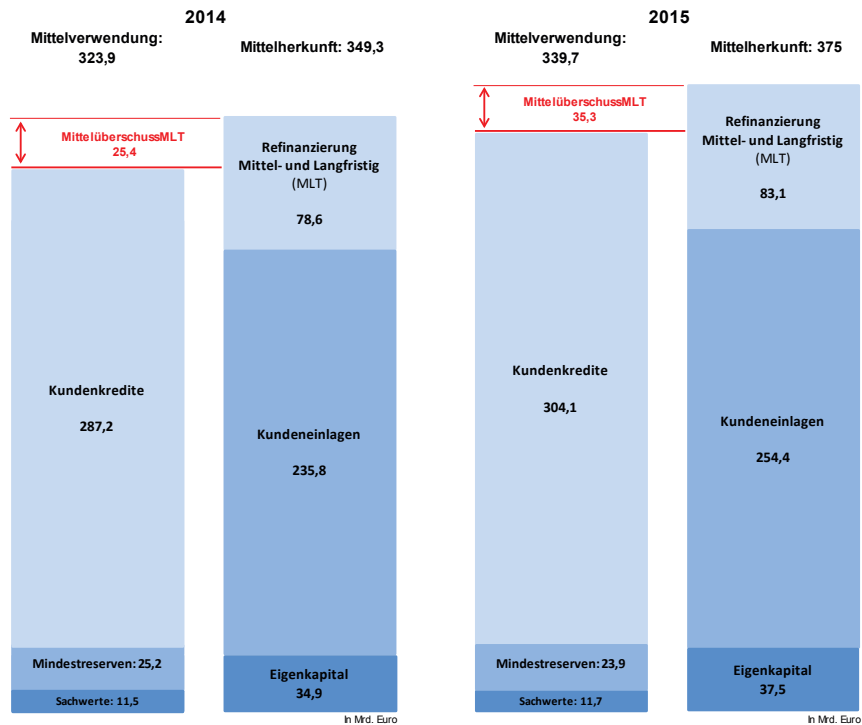 2014
Mittelverwendung:
323,9
Mittelherkunft: 349,3
MittelüberschussMLT
25,4
Refinanzierung
Mittel- und Langfristig
(MLT)
78,6
Kundenkredite
287,2
Kundeneinlagen
235,8
Mindestreserven: 25,2
Sachwerte: 11,5
Eigenkapital
34,9
In Mrd. Euro
2015
Mittelverwendung:
339,7
Mittelherkunft: 375
MittelüberschussMLT
35,3
Refinanzierung
Mittel- und Langfristig
(MLT)
83,1
Kundenkredite
304,1
Kundeneinlagen
254,4
Mindestreserven: 23,9
Sachwerte: 11,7
Eigenkapital
37,5
In Mrd. Euro